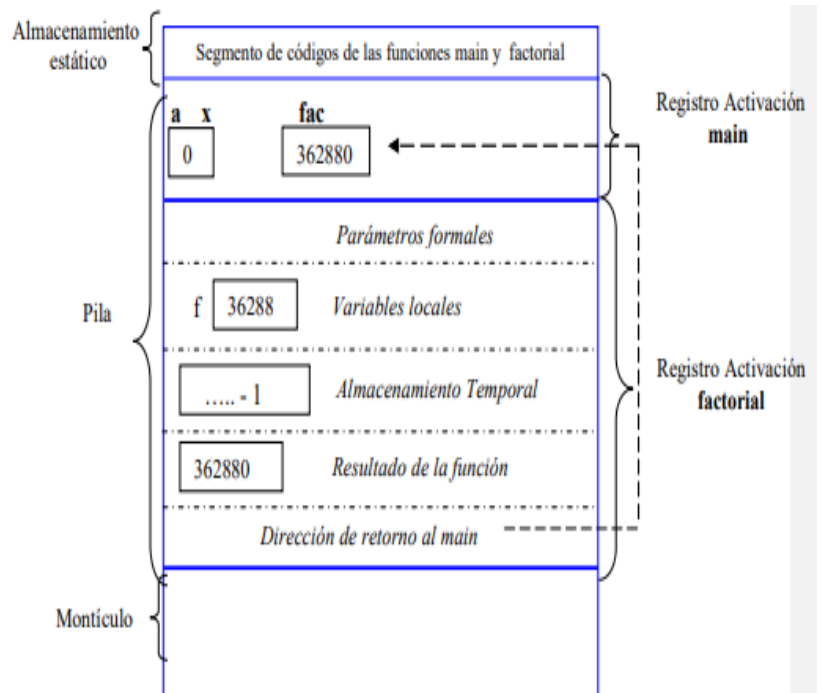 Almacenamiento
estático
Segmento de códigos de las funciones main y factorial
a x fac
0 362880
Registro Activación
main
Parámetros formales
f 36288 Variables locales
Pila
Registro Activación
factorial
..... - 1 Almacenamiento Temporal
362880 Resultado de la función
Dirección de retorno al main
Montículo